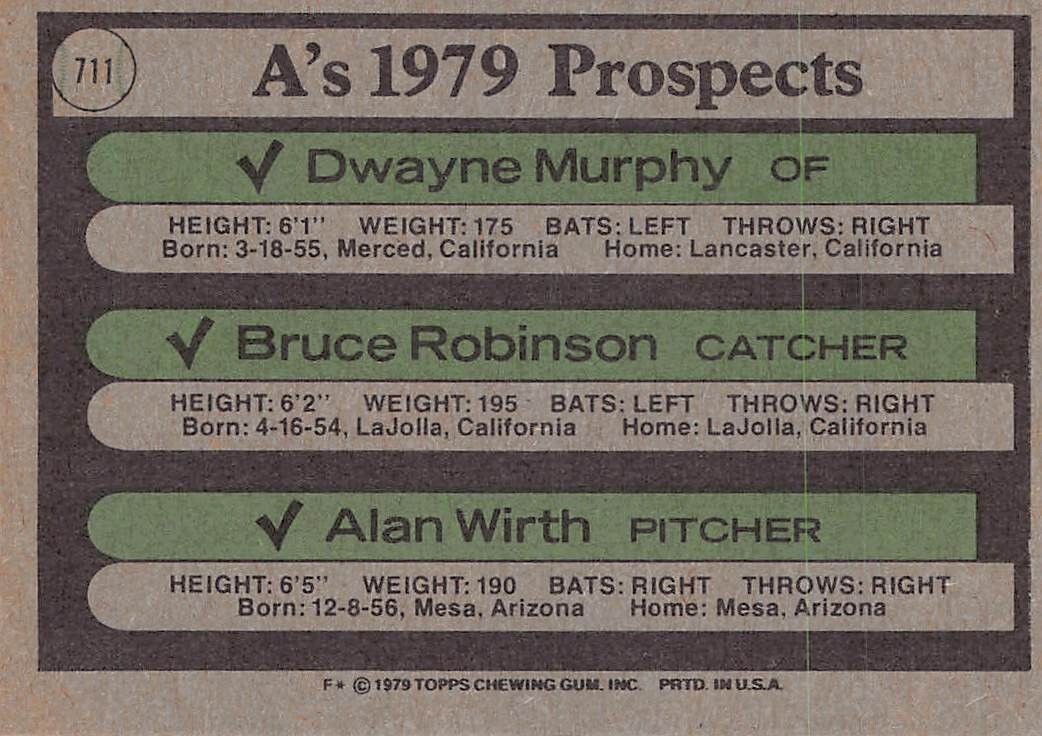 711
A's 1979 Prospects
✓ Dwayne Murphy OF
HEIGHT: 6'1" WEIGHT: 175 BATS: LEFT THROWS: RIGHT
Born: 3-18-55, Merced, California Home: Lancaster, California
✓ Bruce Robinson CATCHER
HEIGHT: 6'2" WEIGHT: 195 BATS: LEFT THROWS: RIGHT
Born: 4-16-54, LaJolla, California Home: LaJolla, California
✓ Alan Wirth PITCHER
HEIGHT: 6'5" WEIGHT: 190 BATS: RIGHT THROWS: RIGHT
Born: 12-8-56, Mesa, Arizona Home: Mesa, Arizona
F* © 1979 TOPPS CHEWING GUM. INC. PRTD. IN U.S.A.